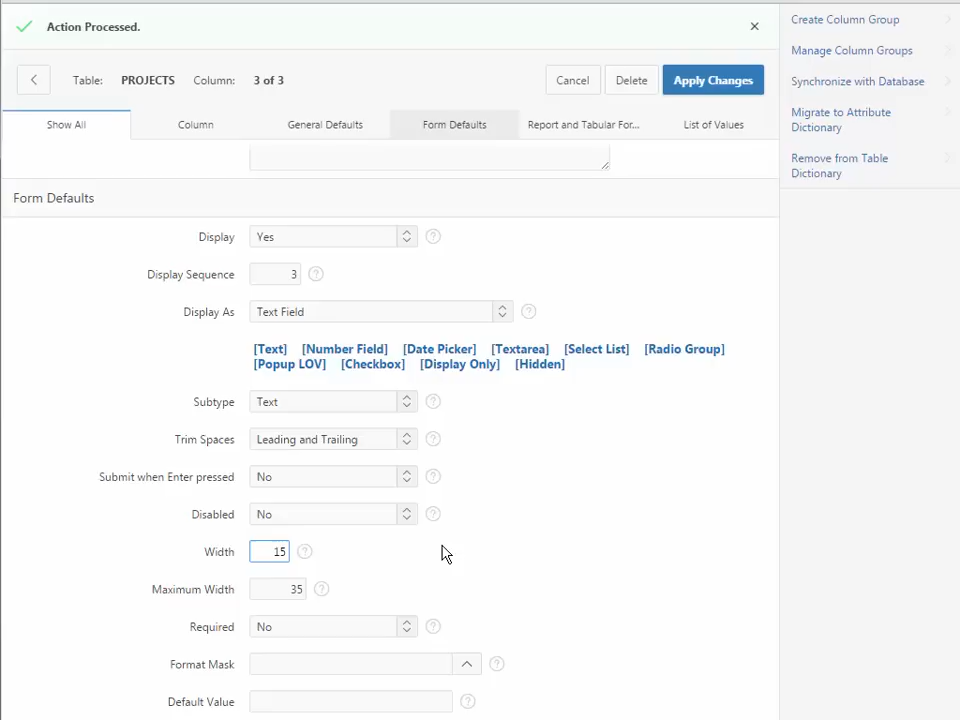 Action Processed.
Create Column Group
Manage Column Groups
Synchronize with Database
Migrate to Attribute
Dictionary
Remove from Table
Dictionary
Table: PROJECTS Column: 3 of 3
Cancel Delete Apply Changes
Show All Column General Defaults Form Defaults Report and Tabular For... List of Values
Form Defaults
Display Yes ?
Display Sequence 3 ?
Display As Text Field ?
[Text] [Number Field] [Date Picker] [Textarea] [Select List] [Radio Group]
[Popup LOV] [Checkbox] [Display Only] [Hidden]
Subtype Text ?
Trim Spaces Leading and Trailing ?
Submit when Enter pressed No ?
Disabled No ?
Width 15 ?
Maximum Width 35 ?
Required No ?
Format Mask ?
Default Value ?